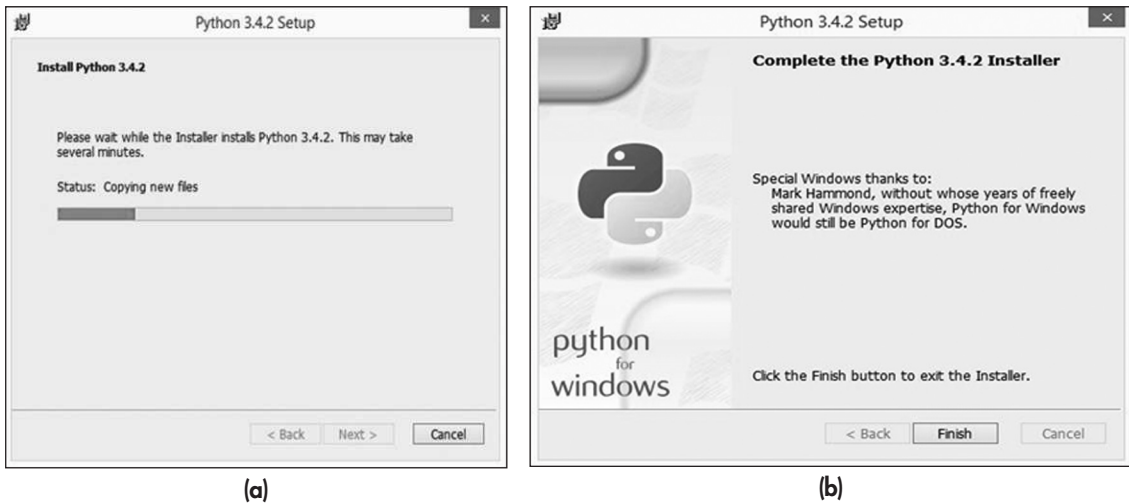 Python 3.4.2 Setup
Install Python 3.4.2
Please wait while the Installer installs Python 3.4.2. This may take
several minutes.
Status: Copying new files
< Back
Next >
Cancel
(a)
Python 3.4.2 Setup
Complete the Python 3.4.2 Installer
Special Windows thanks to:
Mark Hammond, without whose years of freely
shared Windows expertise, Python for Windows
would still be Python for DOS.
python
for
windows
Click the Finish button to exit the Installer.
< Back
Finish
Cancel
(b)